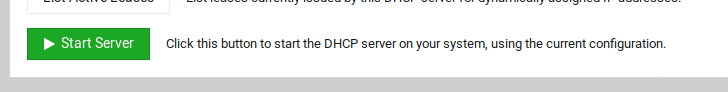 List Active Leases List leases currently issued by this DHCP server for dynamically assigned IP addresses.
Start Server Click this button to start the DHCP server on your system, using the current configuration.